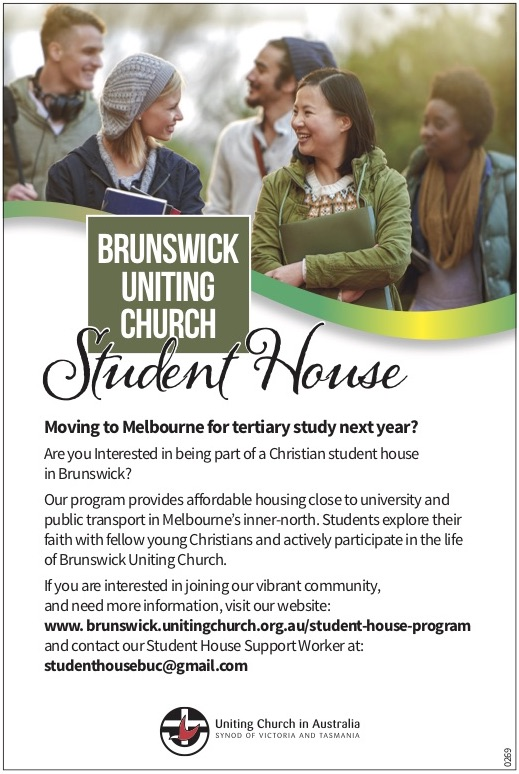 BRUNSWICK
UNITING
CHURCH
Student House
Moving to Melbourne for tertiary study next year?
Are you Interested in being part of a Christian student house
in Brunswick?
Our program provides affordable housing close to university and
public transport in Melbourne's inner-north. Students explore their
faith with fellow young Christians and actively participate in the life
of Brunswick Uniting Church.
If you are interested in joining our vibrant community,
and need more information, visit our website:
www. brunswick.unitingchurch.org.au/student-house-program
and contact our Student House Support Worker at:
studenthousebuc@gmail.com
Uniting Church in Australia
SYNOD OF VICTORIA AND TASMANIA
0269